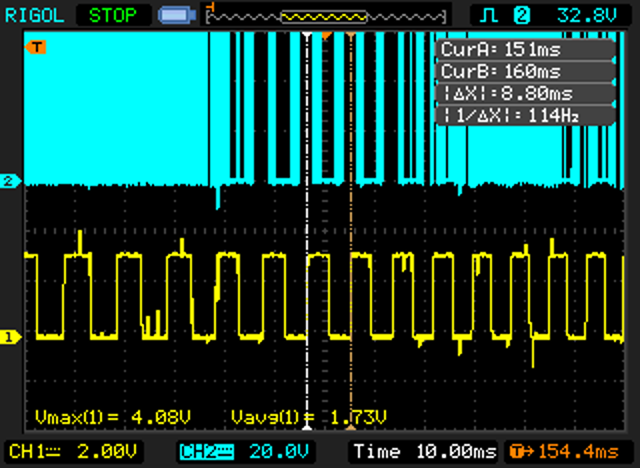 RIGOL STOP T 2 32.8V
T
CurA: 151ms
CurB: 160ms
|ΔX|: 8.80ms
|1/ΔX|: 114Hz
2
1
Vmax(1)= 4.08V Vavg(1)= 1.73V
CH1 2.00V CH2 20.0V Time 10.00ms T 154.4ms